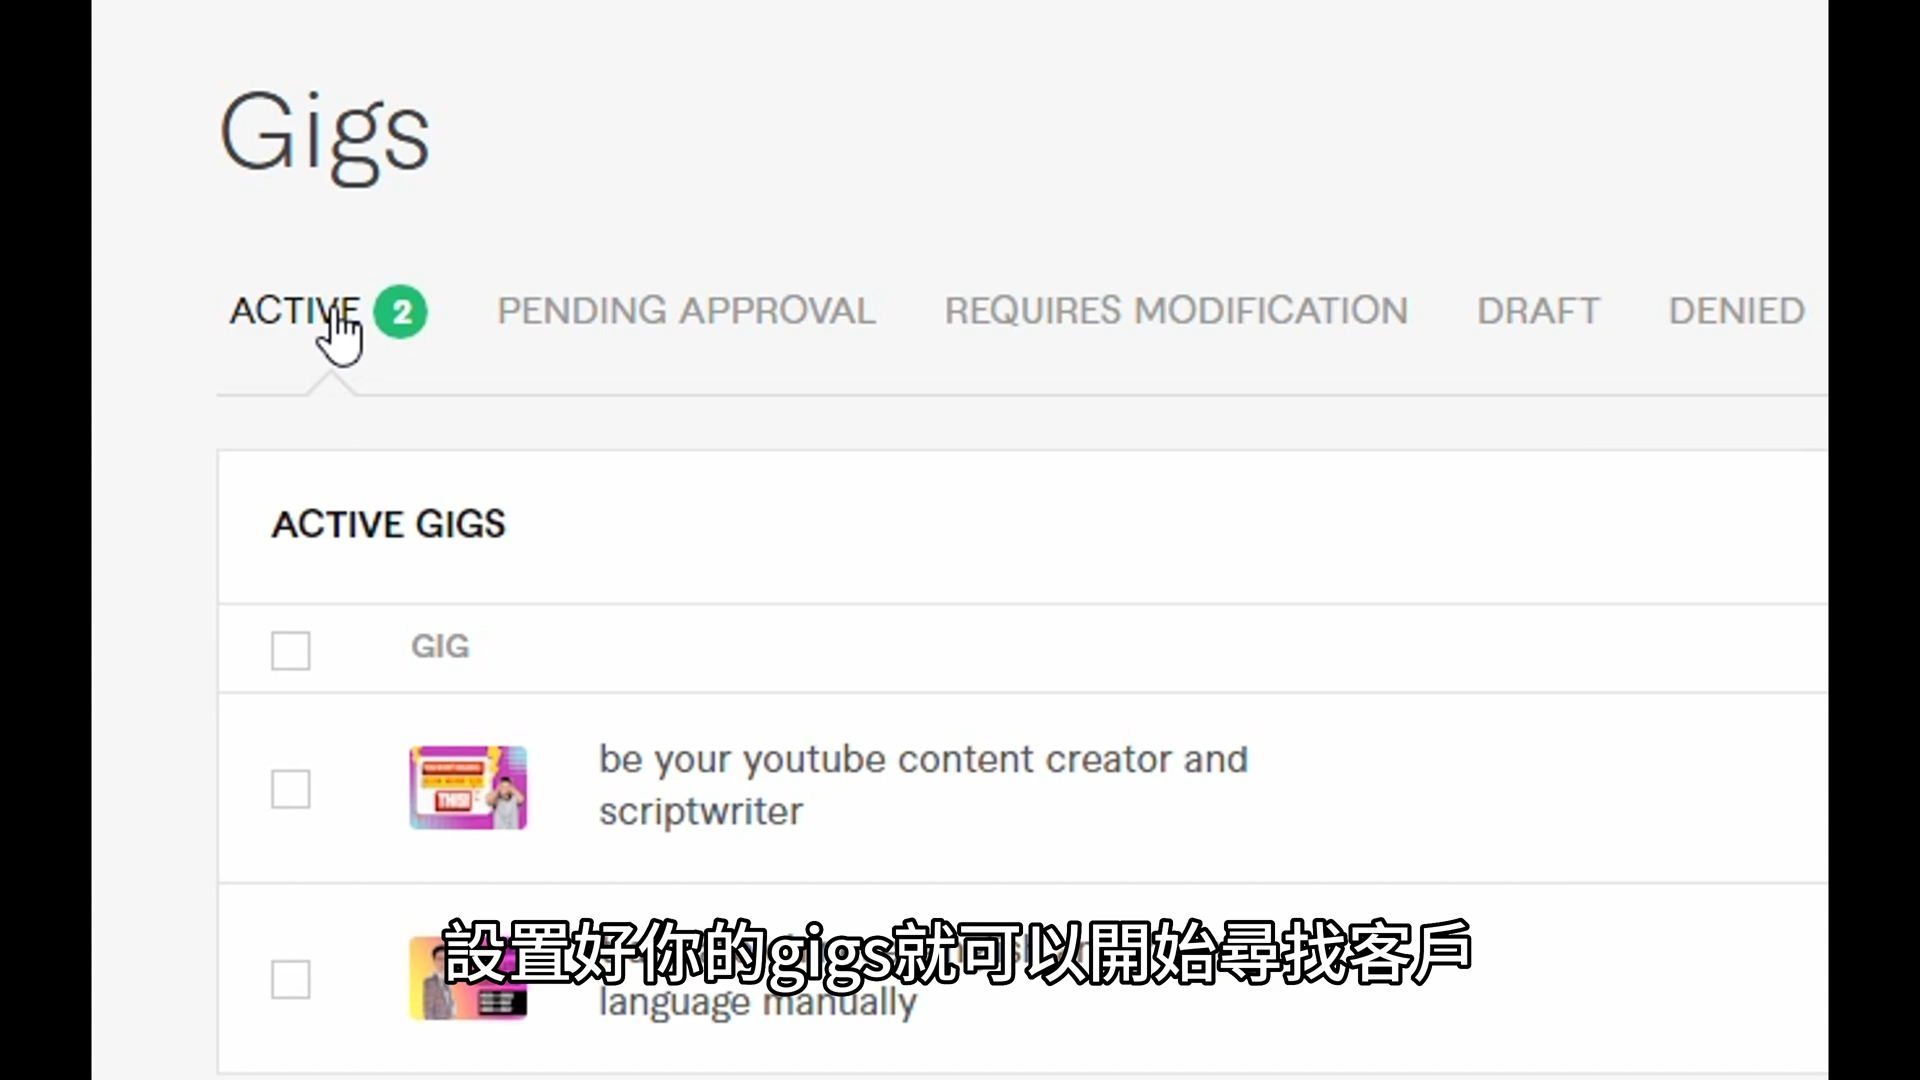 Gigs
ACTIVE 2 PENDING APPROVAL REQUIRES MODIFICATION DRAFT DENIED
ACTIVE GIGS
GIG
THIS!
be your youtube content creator and
scriptwriter
設置好你的gigs就可以開始尋找客戶
language manually